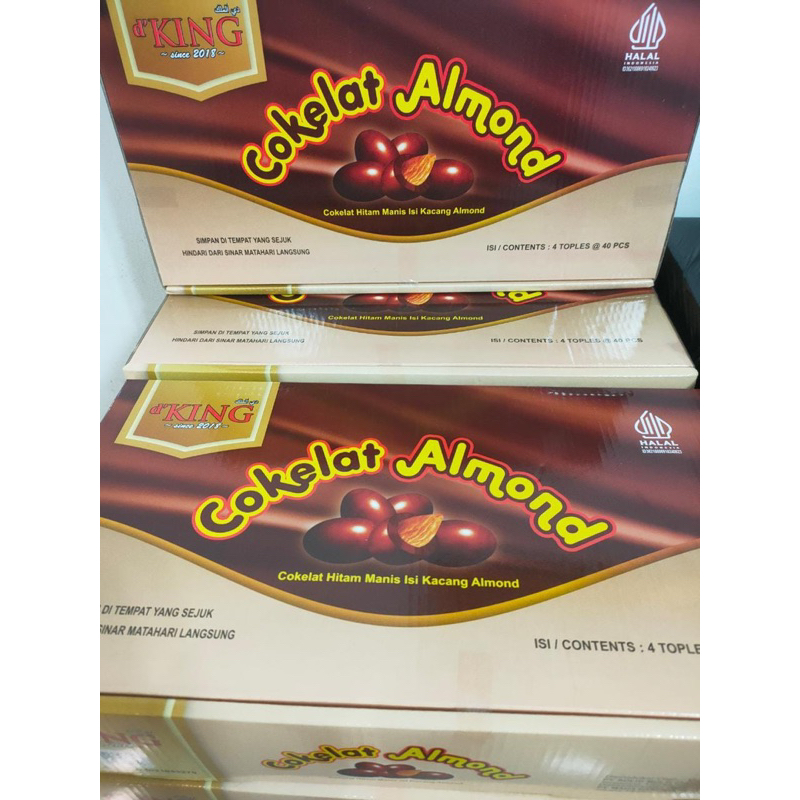 دي كينڬ
d'KING
~ since 2018 ~
HALAL
INDONESIA
Cokelat Almond
Cokelat Hitam Manis Isi Kacang Almond
SIMPAN DI TEMPAT YANG SEJUK
HINDARI DARI SINAR MATAHARI LANGSUNG
ISI / CONTENTS : 4 TOPLES @ 40 PCS
Cokelat Hitam Manis Isi Kacang Almond
SIMPAN DI TEMPAT YANG SEJUK
HINDARI DARI SINAR MATAHARI LANGSUNG
ISI / CONTENTS : 4 TOPLES @ 40 PCS
d'KING
~ since 2018 ~
HALAL
INDONESIA
Cokelat Almond
Cokelat Hitam Manis Isi Kacang Almond
DI TEMPAT YANG SEJUK
SINAR MATAHARI LANGSUNG
ISI / CONTENTS : 4 TOPLE
KING
Cokelat Almond